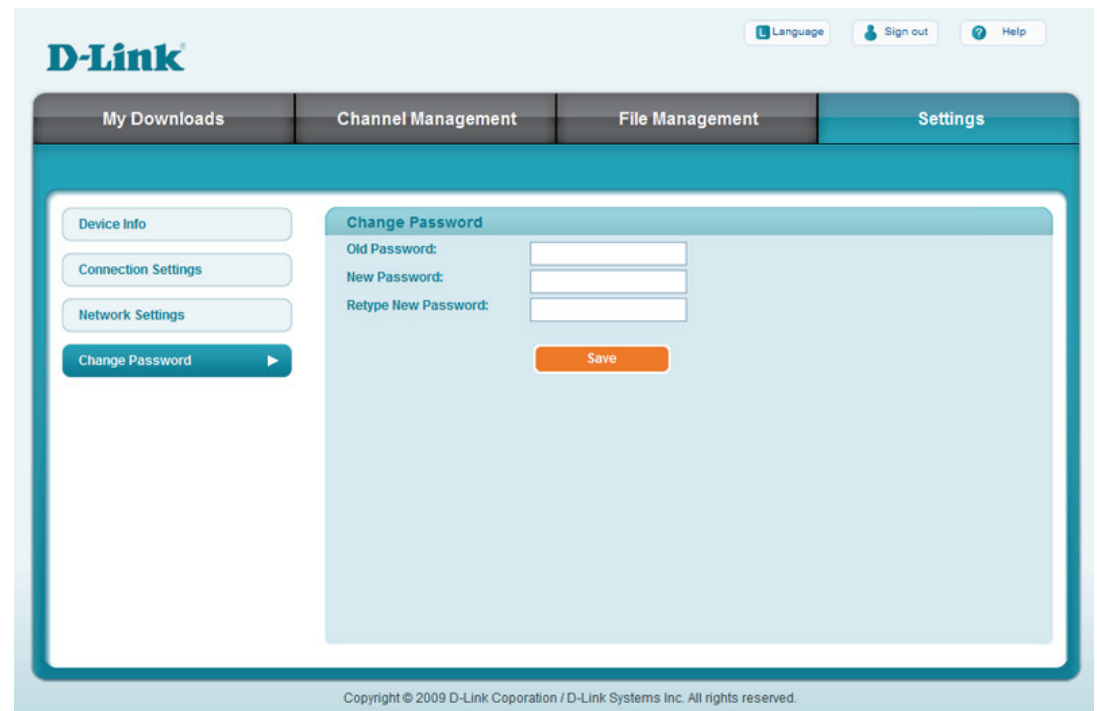 D-Link
Language
Sign out
Help
My Downloads
Channel Management
File Management
Settings
Device Info
Connection Settings
Network Settings
Change Password
Change Password
Old Password:
New Password:
Retype New Password:
Save
Copyright © 2009 D-Link Coporation / D-Link Systems Inc. All rights reserved.